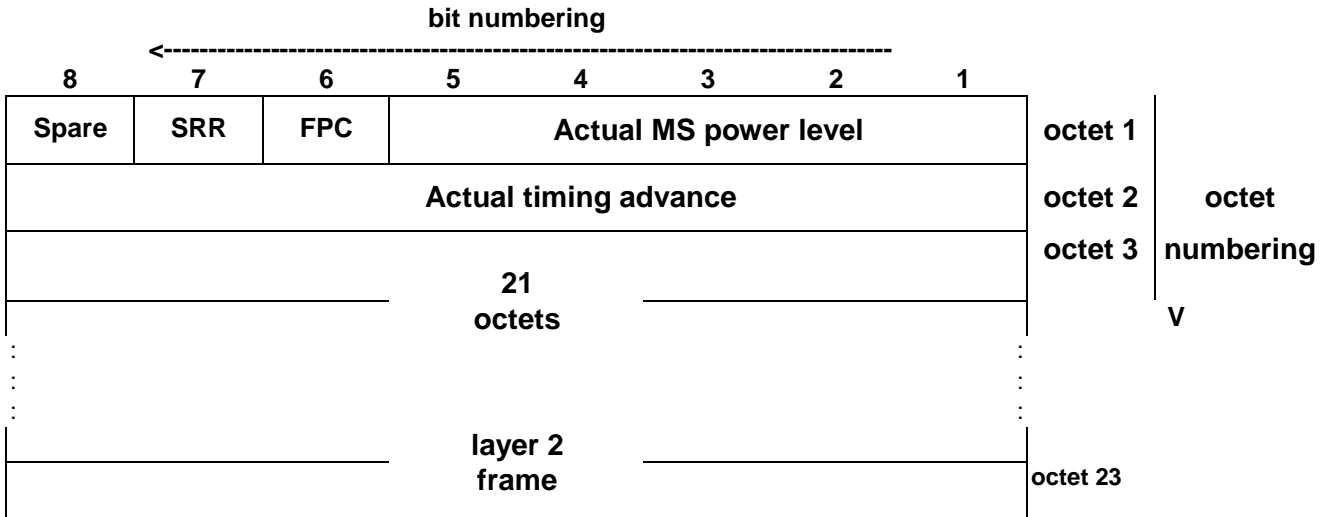 bit numbering
<--------------------------------------------------------------------------------
8 7 6 5 4 3 2 1
Spare SRR FPC Actual MS power level octet 1
Actual timing advance octet 2 octet
octet 3 numbering
21
octets V
:  :
:  :
:  :
layer 2
frame octet 23